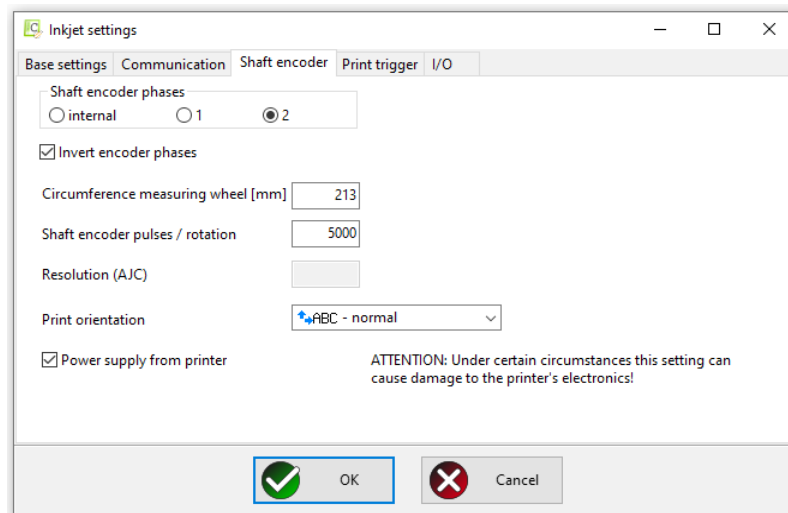 Inkjet settings
Base settings Communication Shaft encoder Print trigger I/O
Shaft encoder phases
internal 1 2
Invert encoder phases
Circumference measuring wheel [mm] 213
Shaft encoder pulses / rotation 5000
Resolution (AJC)
Print orientation ABC - normal
Power supply from printer ATTENTION: Under certain circumstances this setting can
cause damage to the printer's electronics!
OK Cancel